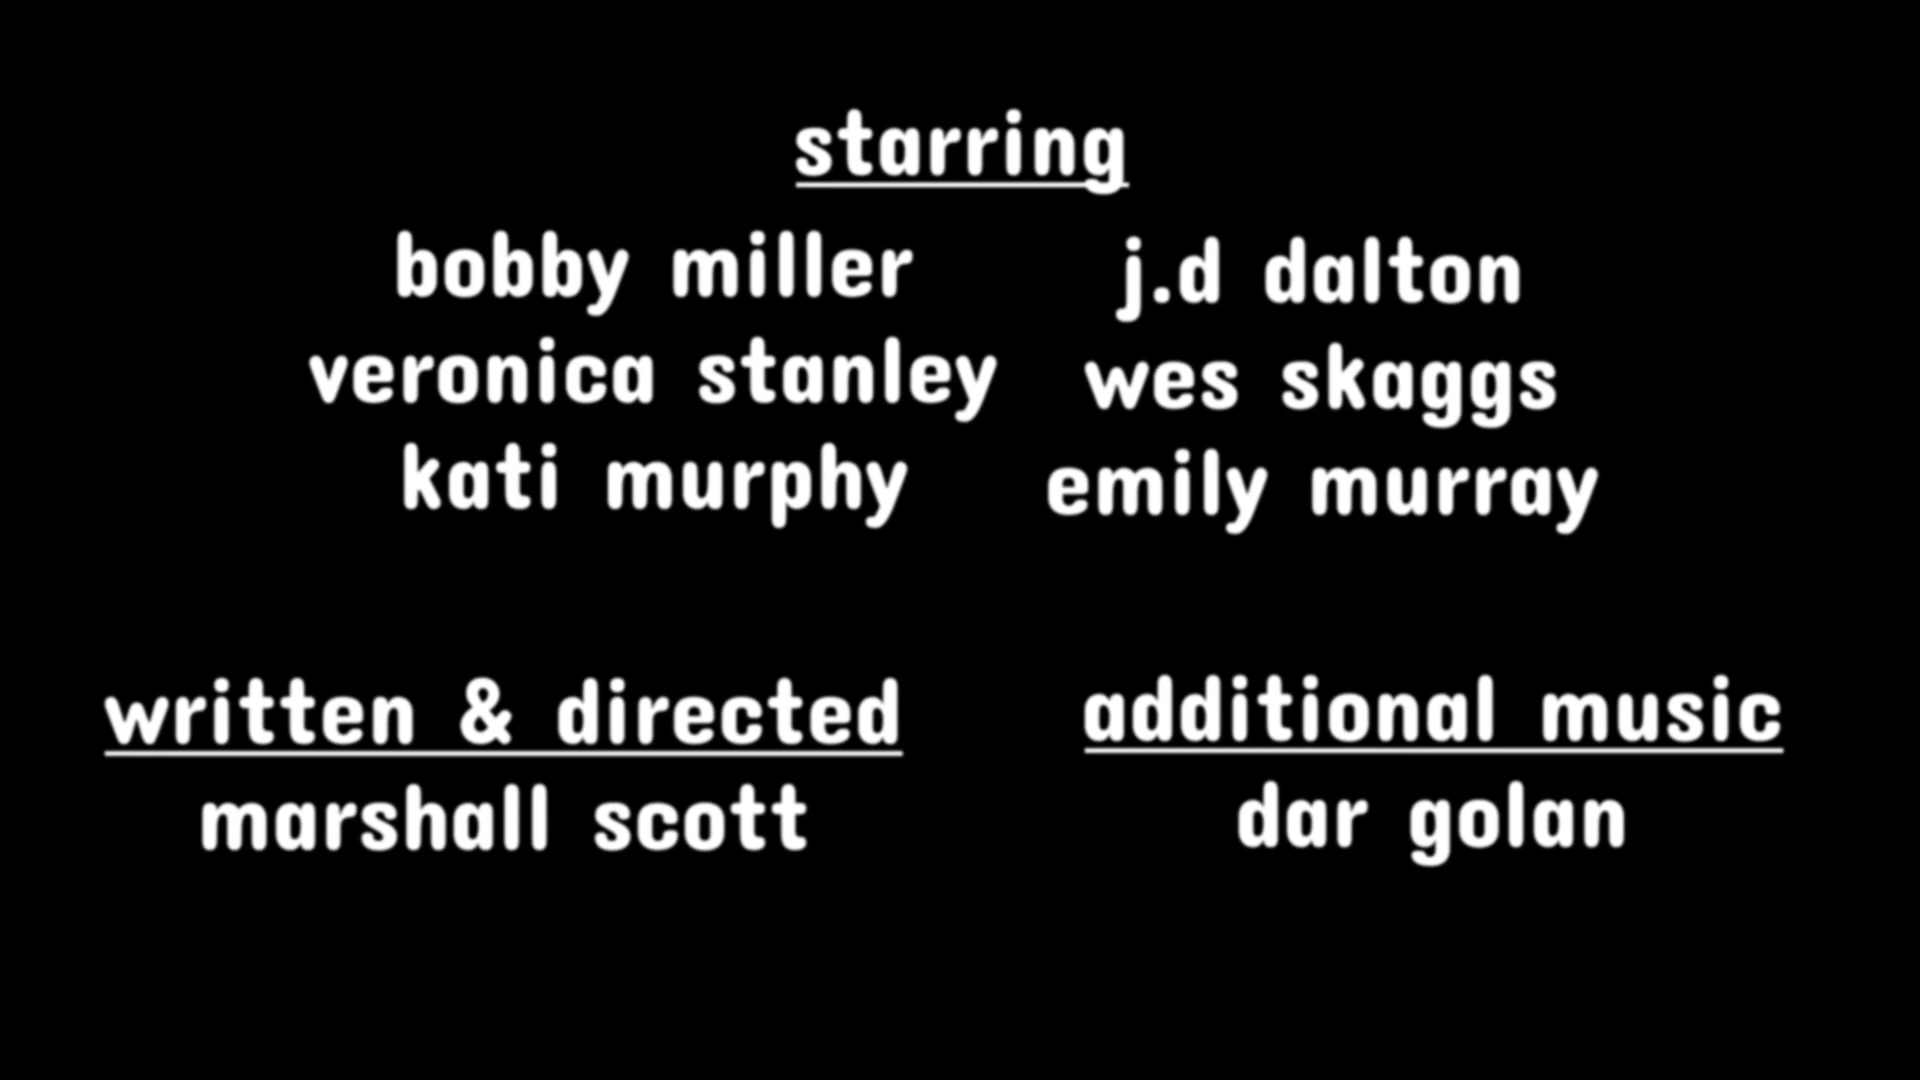 starring
bobby miller
veronica stanley
kati murphy
j.d dalton
wes skaggs
emily murray
written & directed
marshall scott
additional music
dar golan